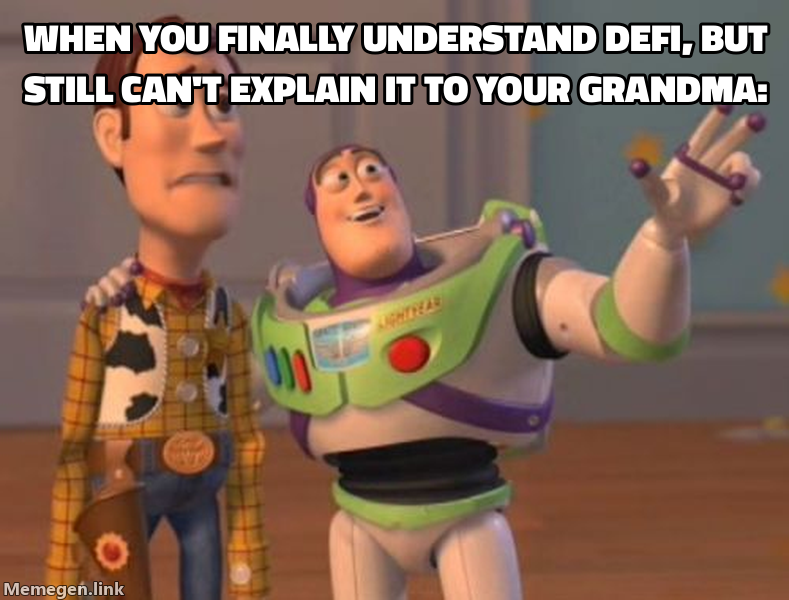 WHEN YOU FINALLY UNDERSTAND DEFI, BUT
STILL CAN'T EXPLAIN IT TO YOUR GRANDMA:
LIGHTYEAR
Memegen.link